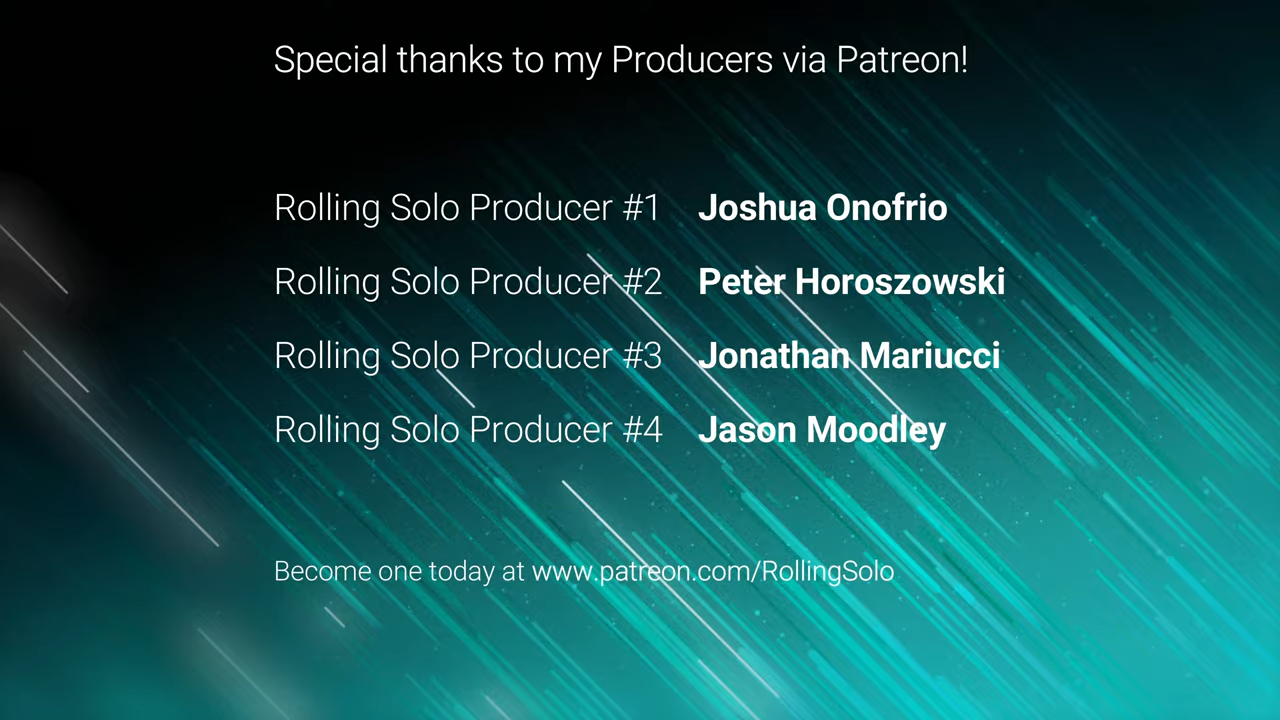 Special thanks to my Producers via Patreon!
Rolling Solo Producer #1 Joshua Onofrio
Rolling Solo Producer #2 Peter Horoszowski
Rolling Solo Producer #3 Jonathan Mariucci
Rolling Solo Producer #4 Jason Moodley
Become one today at www.patreon.com/RollingSolo